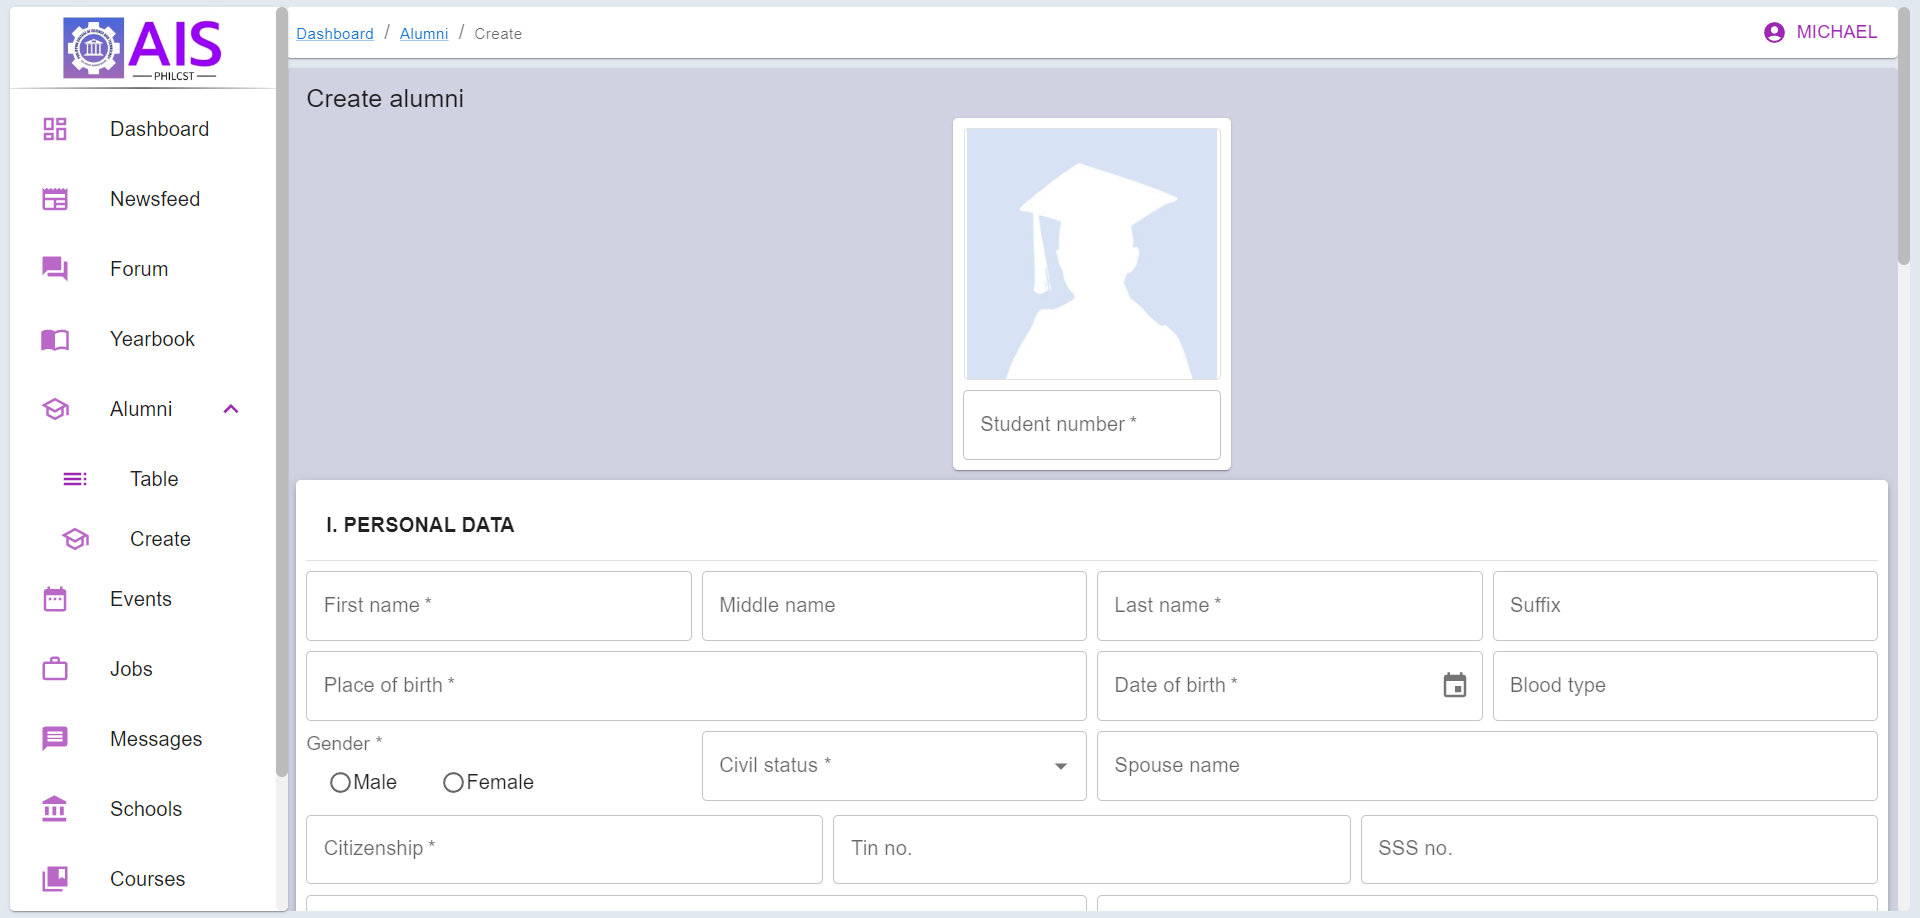 AIS
PHILCST
Dashboard / Alumni / Create
MICHAEL
Dashboard
Newsfeed
Forum
Yearbook
Alumni
Table
Create
Events
Jobs
Messages
Schools
Courses
Create alumni
Student number *
I. PERSONAL DATA
First name *
Middle name
Last name *
Suffix
Place of birth *
Date of birth *
Blood type
Gender *
Male
Female
Civil status *
Spouse name
Citizenship *
Tin no.
SSS no.